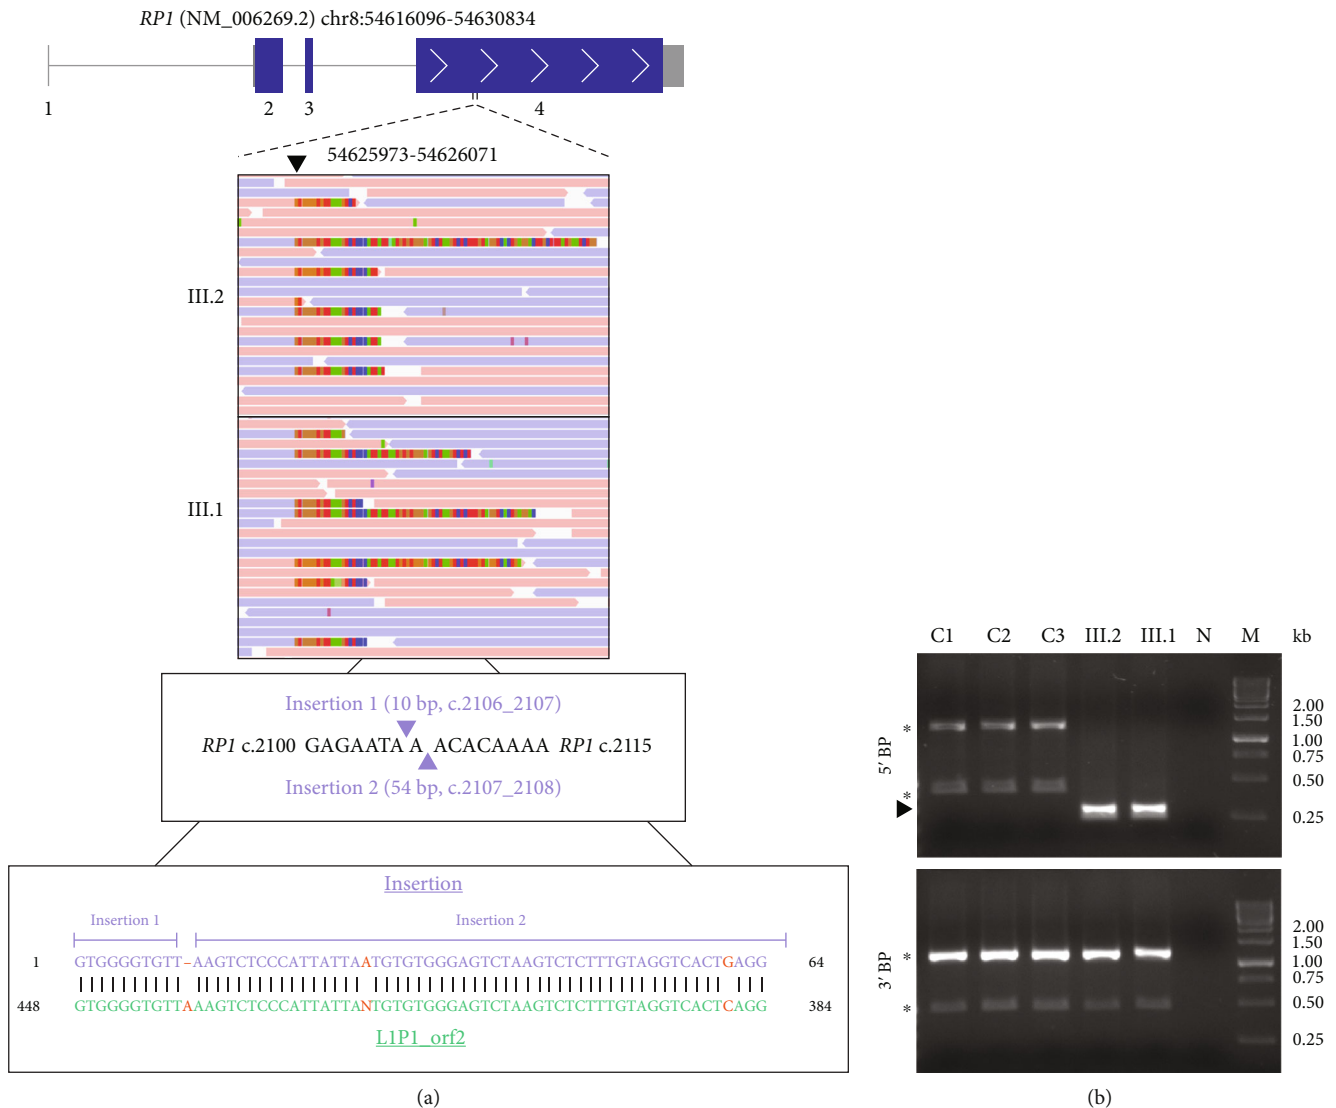 RP1 (NM_006269.2) chr8:54616096-54630834
1 2 3 4
54625973-54626071
III.2
III.1
Insertion 1 (10 bp, c.2106_2107)
RP1 c.2100 GAGAATA A ACACAAAA RP1 c.2115
Insertion 2 (54 bp, c.2107_2108)
Insertion
Insertion 1 Insertion 2
1 GTGGGGTGTT–AAGTCTCCCATTATTAATGTGTGGGAGTCTAAGTCTCTTTGTAGGTCACTGAGG 64
448 GTGGGGTGTTAAAGTCTCCCATTATTANTGTGTGGGAGTCTAAGTCTCTTTGTAGGTCACTCAGG 384
L1P1_orf2
(a)
C1 C2 C3 III.2 III.1 N M kb
5′ BP
*
*
2.00
1.50
1.00
0.75
0.50
0.25
3′ BP
*
*
2.00
1.50
1.00
0.75
0.50
0.25
(b)